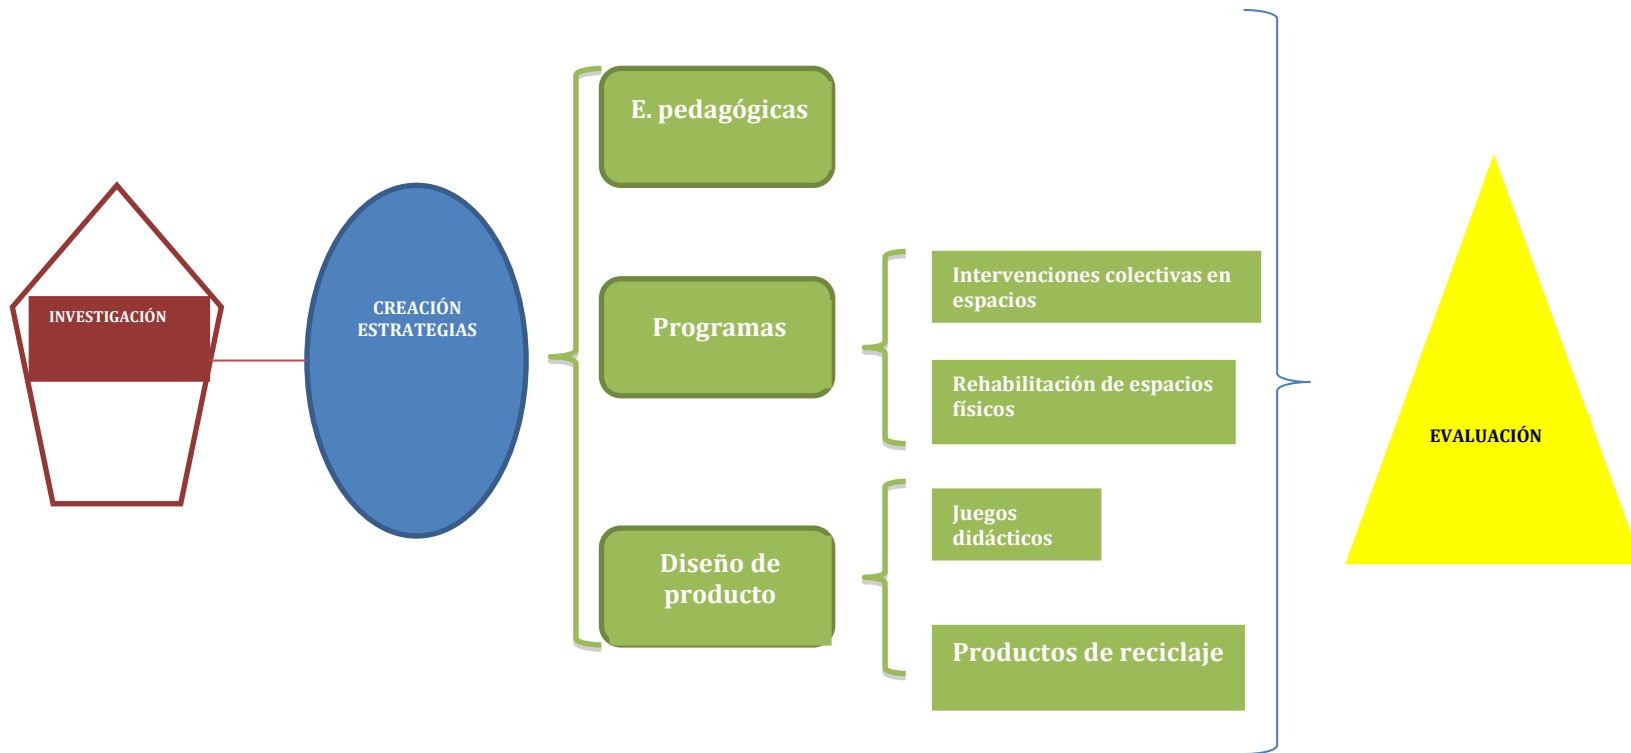 INVESTIGACIÓN
CREACIÓN
ESTRATEGIAS
E. pedagógicas
Programas
Diseño de
producto
Intervenciones colectivas en
espacios
Rehabilitación de espacios
físicos
Juegos
didácticos
Productos de reciclaje
EVALUACIÓN